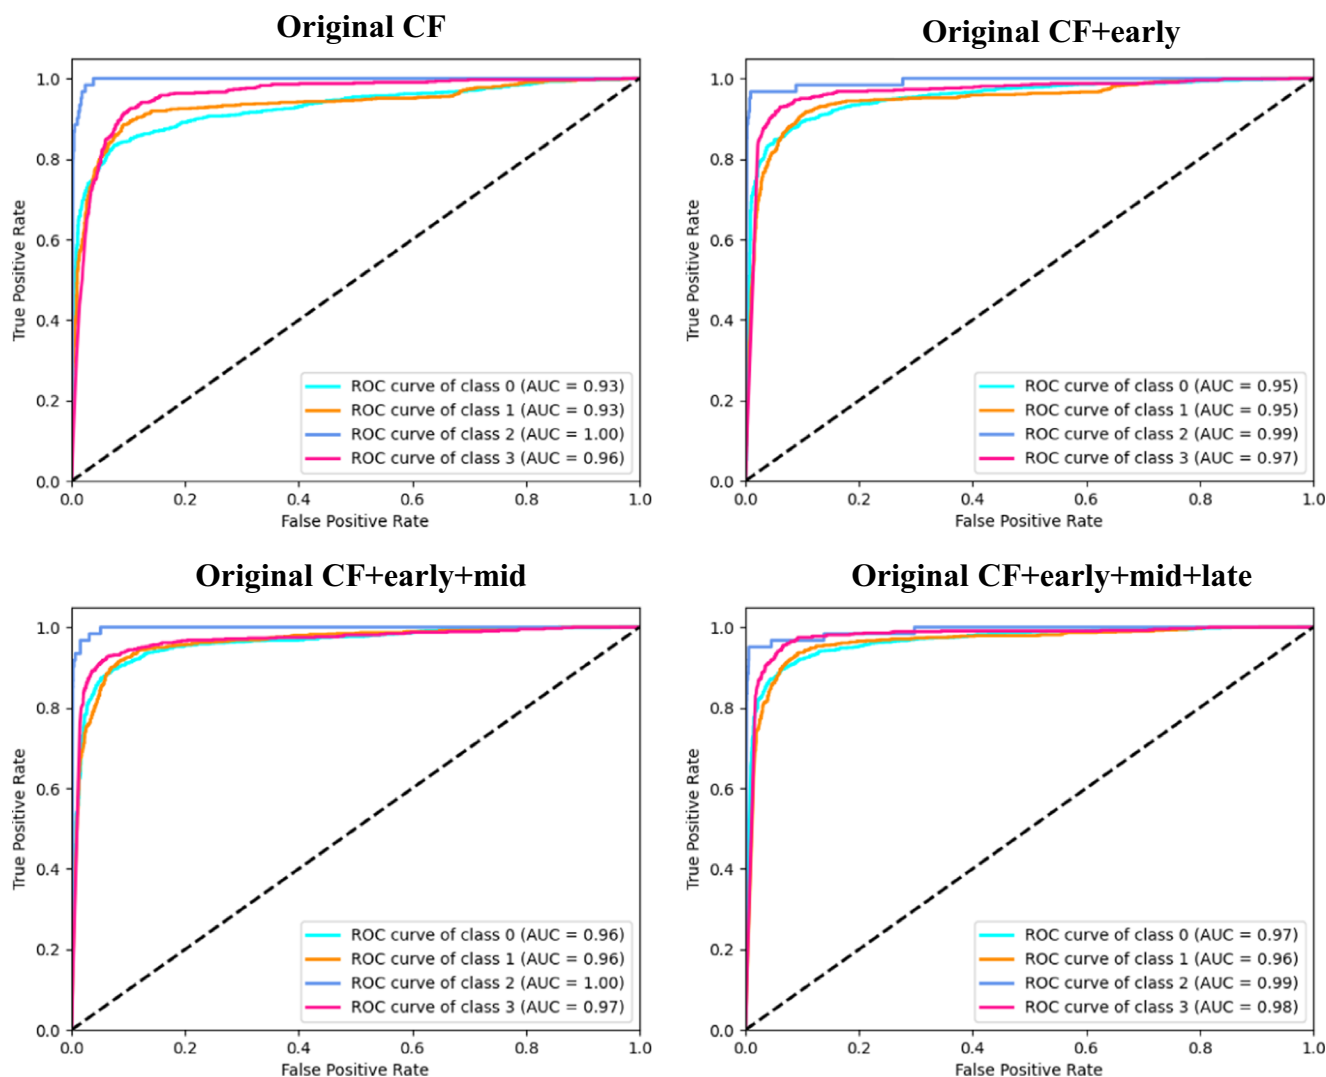 Original CF
1.0
0.8
0.6
0.4
0.2
0.0
True Positive Rate
ROC curve of class 0 (AUC = 0.93)
ROC curve of class 1 (AUC = 0.93)
ROC curve of class 2 (AUC = 1.00)
ROC curve of class 3 (AUC = 0.96)
0.0 0.2 0.4 0.6 0.8 1.0
False Positive Rate
Original CF+early
1.0
0.8
0.6
0.4
0.2
0.0
True Positive Rate
ROC curve of class 0 (AUC = 0.95)
ROC curve of class 1 (AUC = 0.95)
ROC curve of class 2 (AUC = 0.99)
ROC curve of class 3 (AUC = 0.97)
0.0 0.2 0.4 0.6 0.8 1.0
False Positive Rate
Original CF+early+mid
1.0
0.8
0.6
0.4
0.2
0.0
True Positive Rate
ROC curve of class 0 (AUC = 0.96)
ROC curve of class 1 (AUC = 0.96)
ROC curve of class 2 (AUC = 1.00)
ROC curve of class 3 (AUC = 0.97)
0.0 0.2 0.4 0.6 0.8 1.0
False Positive Rate
Original CF+early+mid+late
1.0
0.8
0.6
0.4
0.2
0.0
True Positive Rate
ROC curve of class 0 (AUC = 0.97)
ROC curve of class 1 (AUC = 0.96)
ROC curve of class 2 (AUC = 0.99)
ROC curve of class 3 (AUC = 0.98)
0.0 0.2 0.4 0.6 0.8 1.0
False Positive Rate